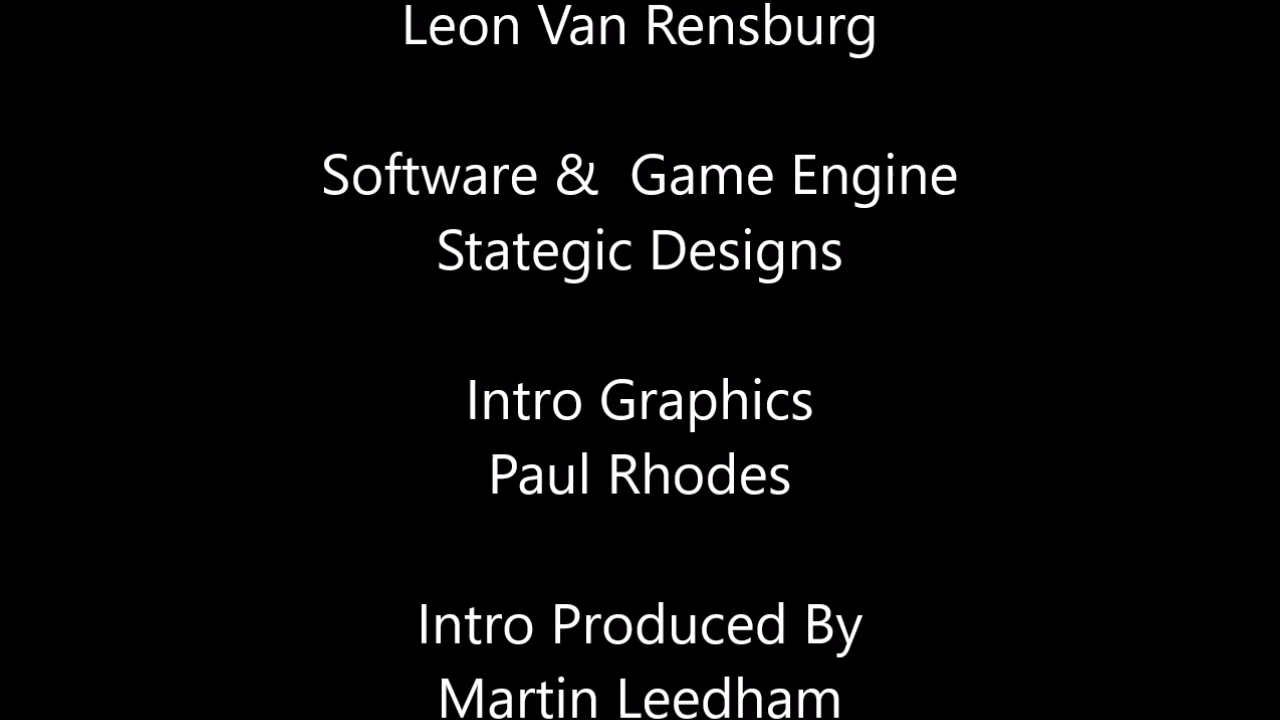 Leon Van Rensburg
Software &  Game Engine
Stategic Designs
Intro Graphics
Paul Rhodes
Intro Produced By
Martin Leedham